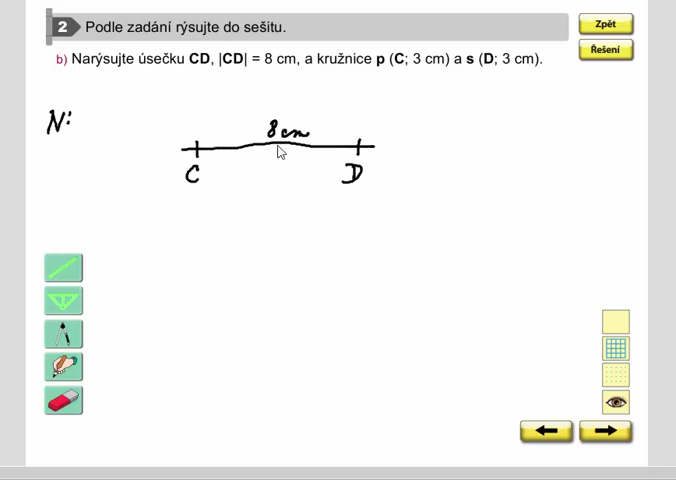 2 Podle zadání rýsujte do sešitu.
Zpět
Řešení
b) Narýsujte úsečku CD, |CD| = 8 cm, a kružnice p (C; 3 cm) a s (D; 3 cm).
N:
8 cm
C D